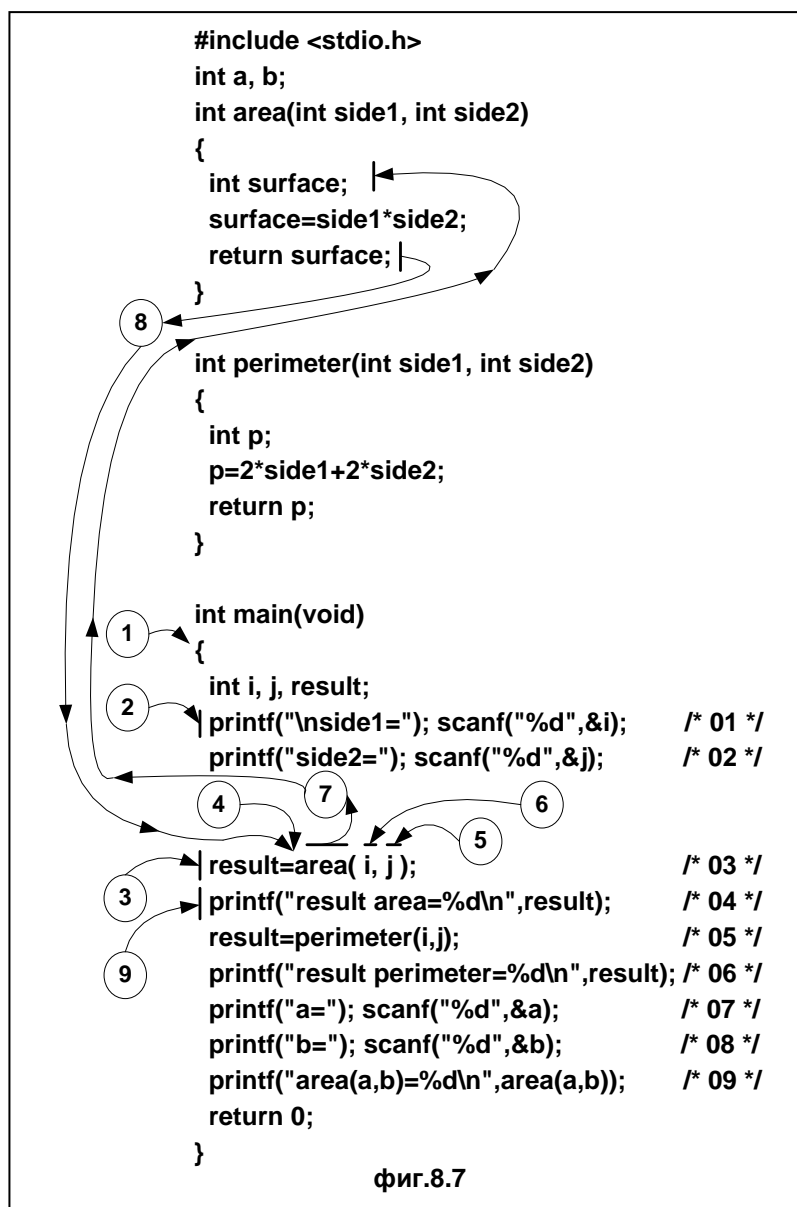 #include <stdio.h>
int a, b;
int area(int side1, int side2)
{
int surface;
surface=side1*side2;
return surface;
}
8
int perimeter(int side1, int side2)
{
int p;
p=2*side1+2*side2;
return p;
}
int main(void)
1
{
int i, j, result;
2
printf("\nside1="); scanf("%d",&i); /* 01 */
printf("side2="); scanf("%d",&j); /* 02 */
4 7 6
5
result=area( i, j ); /* 03 */
3
printf("result area=%d\n",result); /* 04 */
result=perimeter(i,j); /* 05 */
9
printf("result perimeter=%d\n",result); /* 06 */
printf("a="); scanf("%d",&a); /* 07 */
printf("b="); scanf("%d",&b); /* 08 */
printf("area(a,b)=%d\n",area(a,b)); /* 09 */
return 0;
}
фиг.8.7